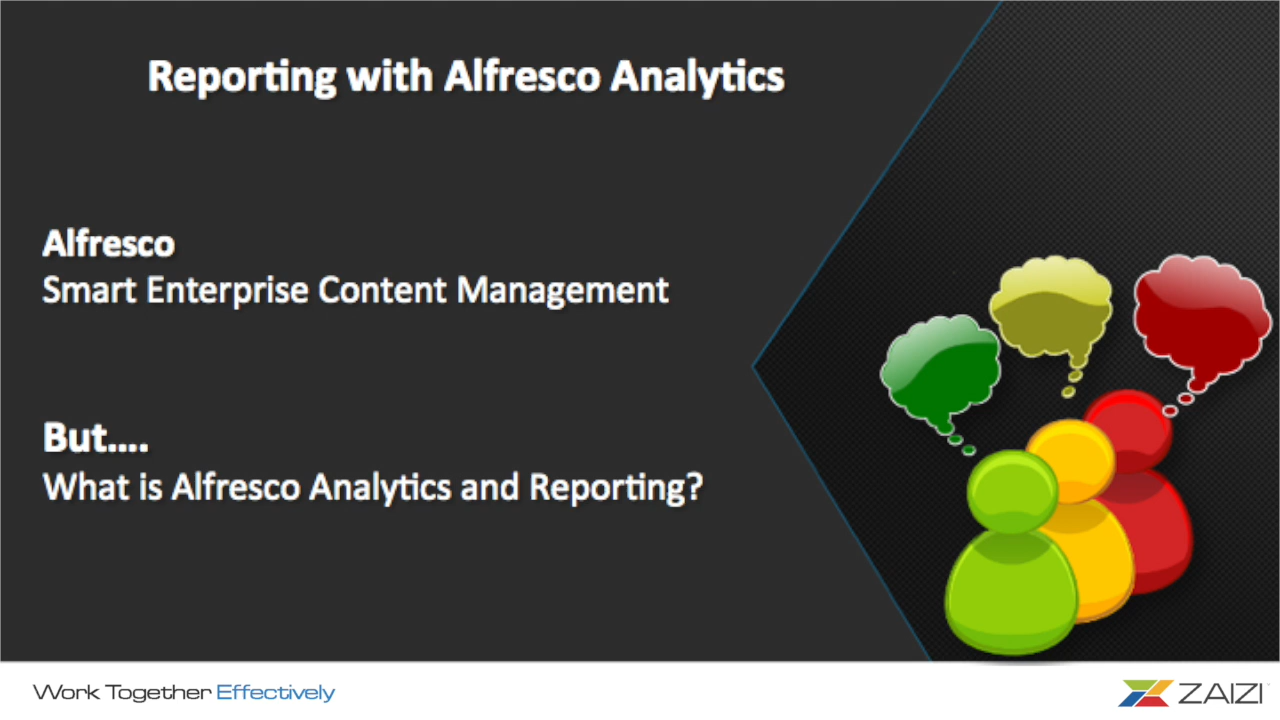 Reporting with Alfresco Analytics
Alfresco
Smart Enterprise Content Management
But....
What is Alfresco Analytics and Reporting?
Work Together Effectively
ZAIZI